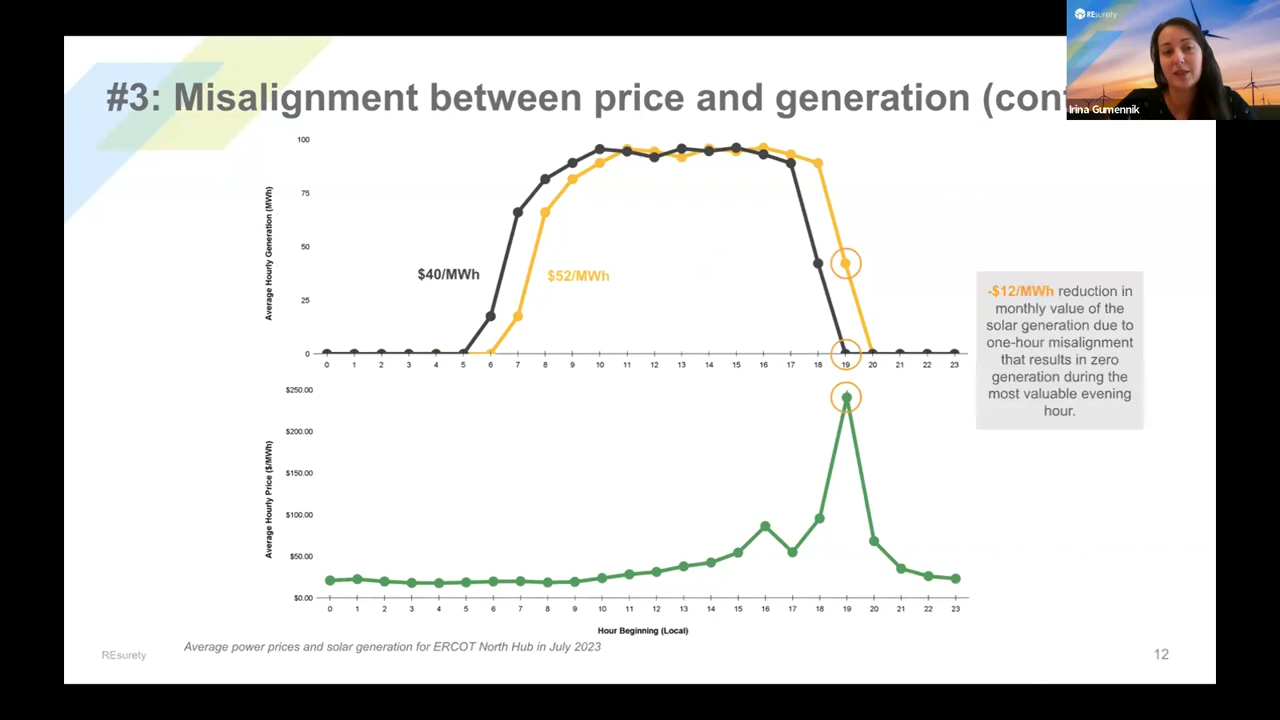 REsurety
Irina Gumennik
#3: Misalignment between price and generation (con
100
75
50
25
0
Average Hourly Generation (MWh)
$40/MWh
$52/MWh
0 1 2 3 4 5 6 7 8 9 10 11 12 13 14 15 16 17 18 19 20 21 22 23
-$12/MWh reduction in
monthly value of the
solar generation due to
one-hour misalignment
that results in zero
generation during the
most valuable evening
hour.
$250.00
$200.00
$150.00
$100.00
$50.00
$0.00
Average Hourly Price ($/MWh)
0 1 2 3 4 5 6 7 8 9 10 11 12 13 14 15 16 17 18 19 20 21 22 23
Hour Beginning (Local)
Average power prices and solar generation for ERCOT North Hub in July 2023
REsurety
12